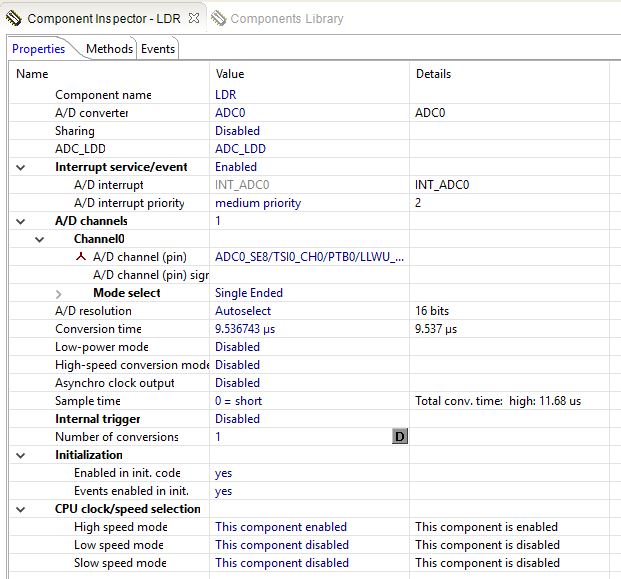 Component Inspector - LDR Components Library
Properties Methods Events
Name Value Details
Component name LDR
A/D converter ADC0 ADC0
Sharing Disabled
ADC_LDD ADC_LDD
Interrupt service/event Enabled
A/D interrupt INT_ADC0 INT_ADC0
A/D interrupt priority medium priority 2
A/D channels 1
Channel0
A/D channel (pin) ADC0_SE8/TSI0_CH0/PTB0/LLWU_...
A/D channel (pin) sigr
Mode select Single Ended
A/D resolution Autoselect 16 bits
Conversion time 9.536743 µs 9.537 µs
Low-power mode Disabled
High-speed conversion mode Disabled
Asynchro clock output Disabled
Sample time 0 = short Total conv. time: high: 11.68 us
Internal trigger Disabled
Number of conversions 1 D
Initialization
Enabled in init. code yes
Events enabled in init. yes
CPU clock/speed selection
High speed mode This component enabled This component is enabled
Low speed mode This component disabled This component is disabled
Slow speed mode This component disabled This component is disabled